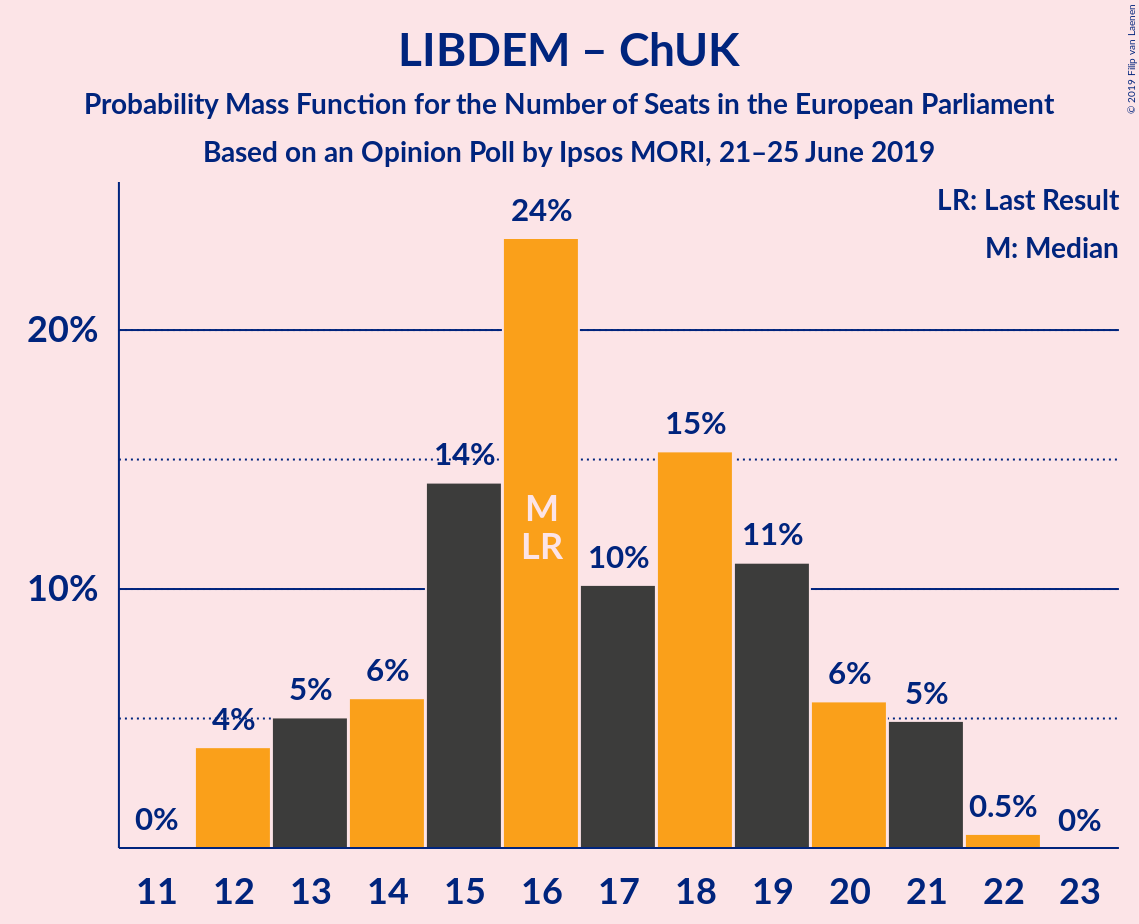 LIBDEM – ChUK
Probability Mass Function for the Number of Seats in the European Parliament
Based on an Opinion Poll by Ipsos MORI, 21–25 June 2019
© 2019 Filip van Laenen
LR: Last Result
M: Median
20%
10%
0%
4%
5%
6%
14%
24%
10%
15%
11%
6%
5%
0.5%
0%
M
LR
11 12 13 14 15 16 17 18 19 20 21 22 23